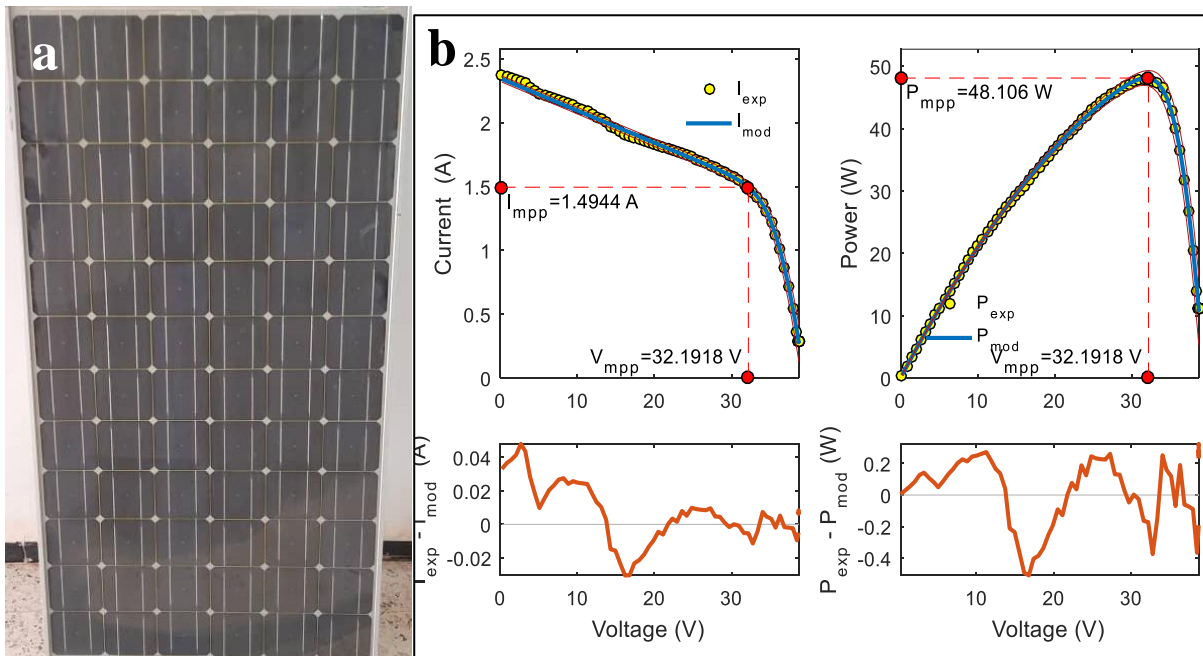 a
b
2.5
2
1.5
1
0.5
0
Current (A)
I_exp
I_mod
I_mpp=1.4944 A
V_mpp=32.1918 V
0 10 20 30
50
40
30
20
10
0
Power (W)
P_mpp=48.106 W
P_exp
P_mod
V_mpp=32.1918 V
0 10 20 30
0.04
0.02
0
-0.02
I_exp - I_mod (A)
0 10 20 30
Voltage (V)
0.2
0
-0.2
-0.4
P_exp - P_mod (W)
0 10 20 30
Voltage (V)